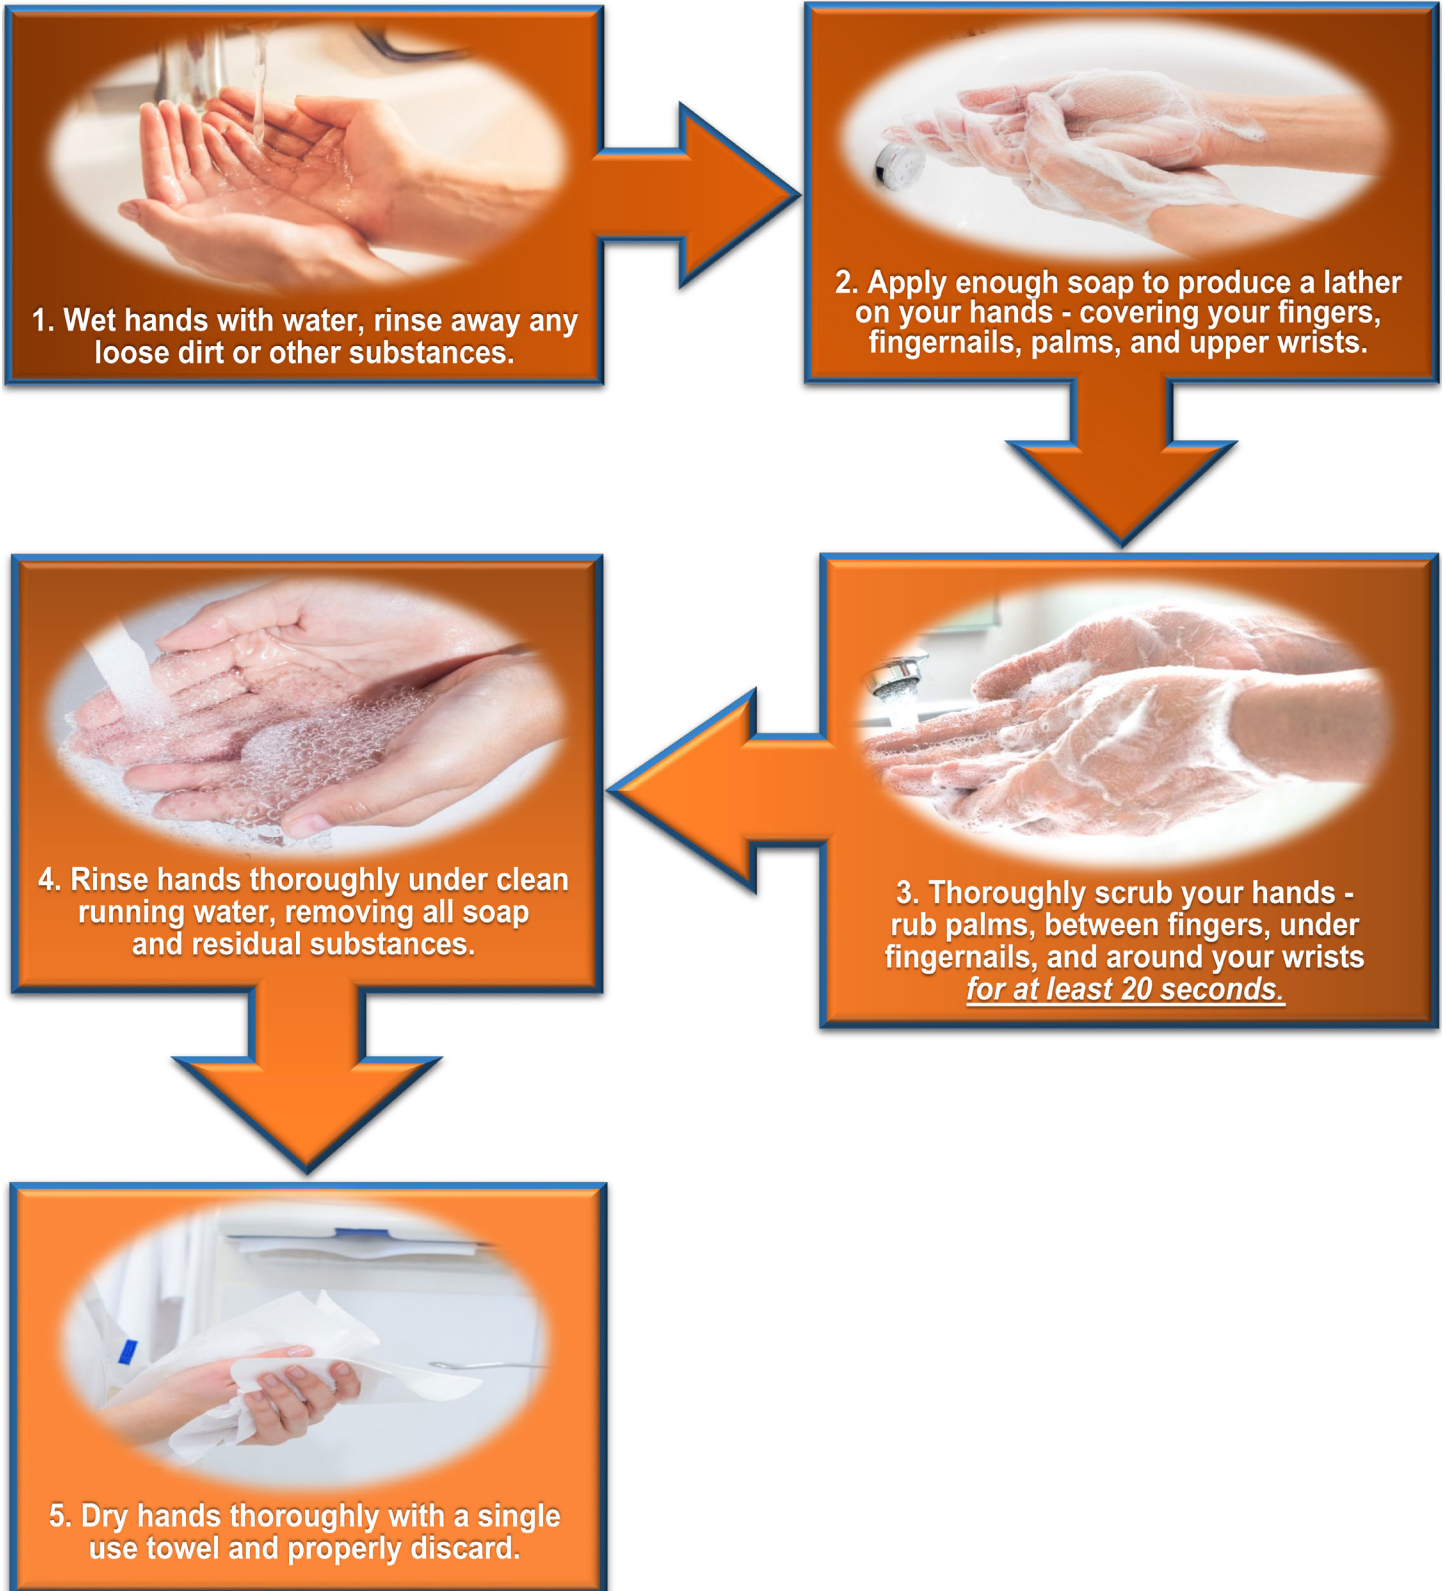 1. Wet hands with water, rinse away any
loose dirt or other substances.
2. Apply enough soap to produce a lather
on your hands - covering your fingers,
fingernails, palms, and upper wrists.
3. Thoroughly scrub your hands -
rub palms, between fingers, under
fingernails, and around your wrists
for at least 20 seconds.
4. Rinse hands thoroughly under clean
running water, removing all soap
and residual substances.
5. Dry hands thoroughly with a single
use towel and properly discard.